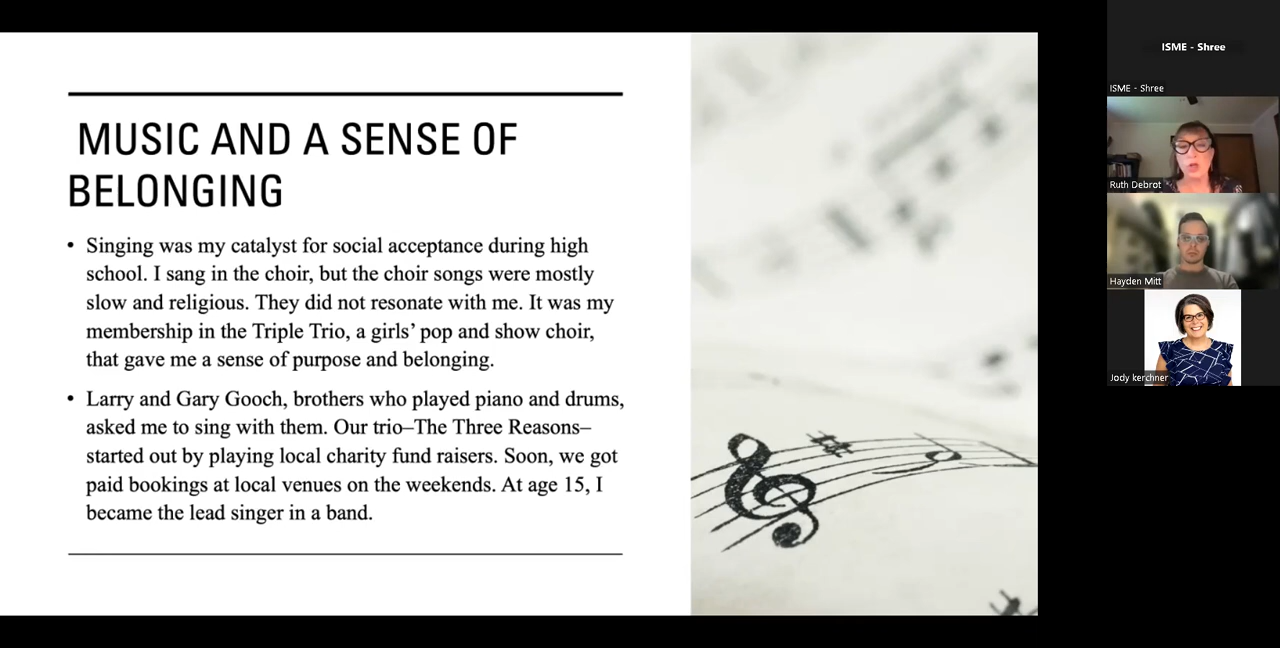 MUSIC AND A SENSE OF
BELONGING
• Singing was my catalyst for social acceptance during high
school. I sang in the choir, but the choir songs were mostly
slow and religious. They did not resonate with me. It was my
membership in the Triple Trio, a girls’ pop and show choir,
that gave me a sense of purpose and belonging.
• Larry and Gary Gooch, brothers who played piano and drums,
asked me to sing with them. Our trio–The Three Reasons–
started out by playing local charity fund raisers. Soon, we got
paid bookings at local venues on the weekends. At age 15, I
became the lead singer in a band.
ISME - Shree
ISME - Shree
Ruth Debrot
Hayden Mitt
Jody kerchner